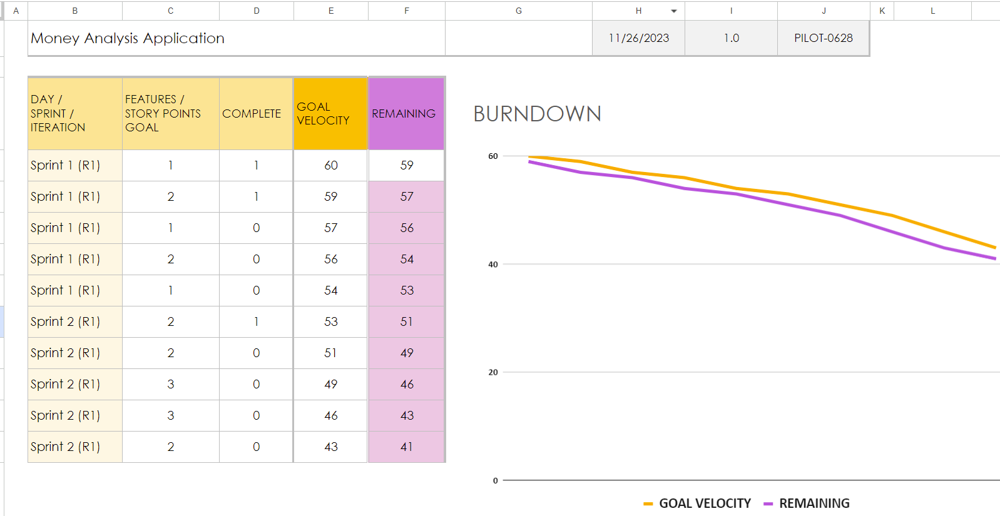 A B C D E F G H I J K L
Money Analysis Application 11/26/2023 1.0 PILOT-0628
DAY /
SPRINT /
ITERATION
FEATURES /
STORY POINTS
GOAL
COMPLETE
GOAL
VELOCITY
REMAINING
Sprint 1 (R1) 1 1 60 59
Sprint 1 (R1) 2 1 59 57
Sprint 1 (R1) 1 0 57 56
Sprint 1 (R1) 2 0 56 54
Sprint 1 (R1) 1 0 54 53
Sprint 2 (R1) 2 1 53 51
Sprint 2 (R1) 2 0 51 49
Sprint 2 (R1) 3 0 49 46
Sprint 2 (R1) 3 0 46 43
Sprint 2 (R1) 2 0 43 41
BURNDOWN
60
40
20
0
GOAL VELOCITY REMAINING